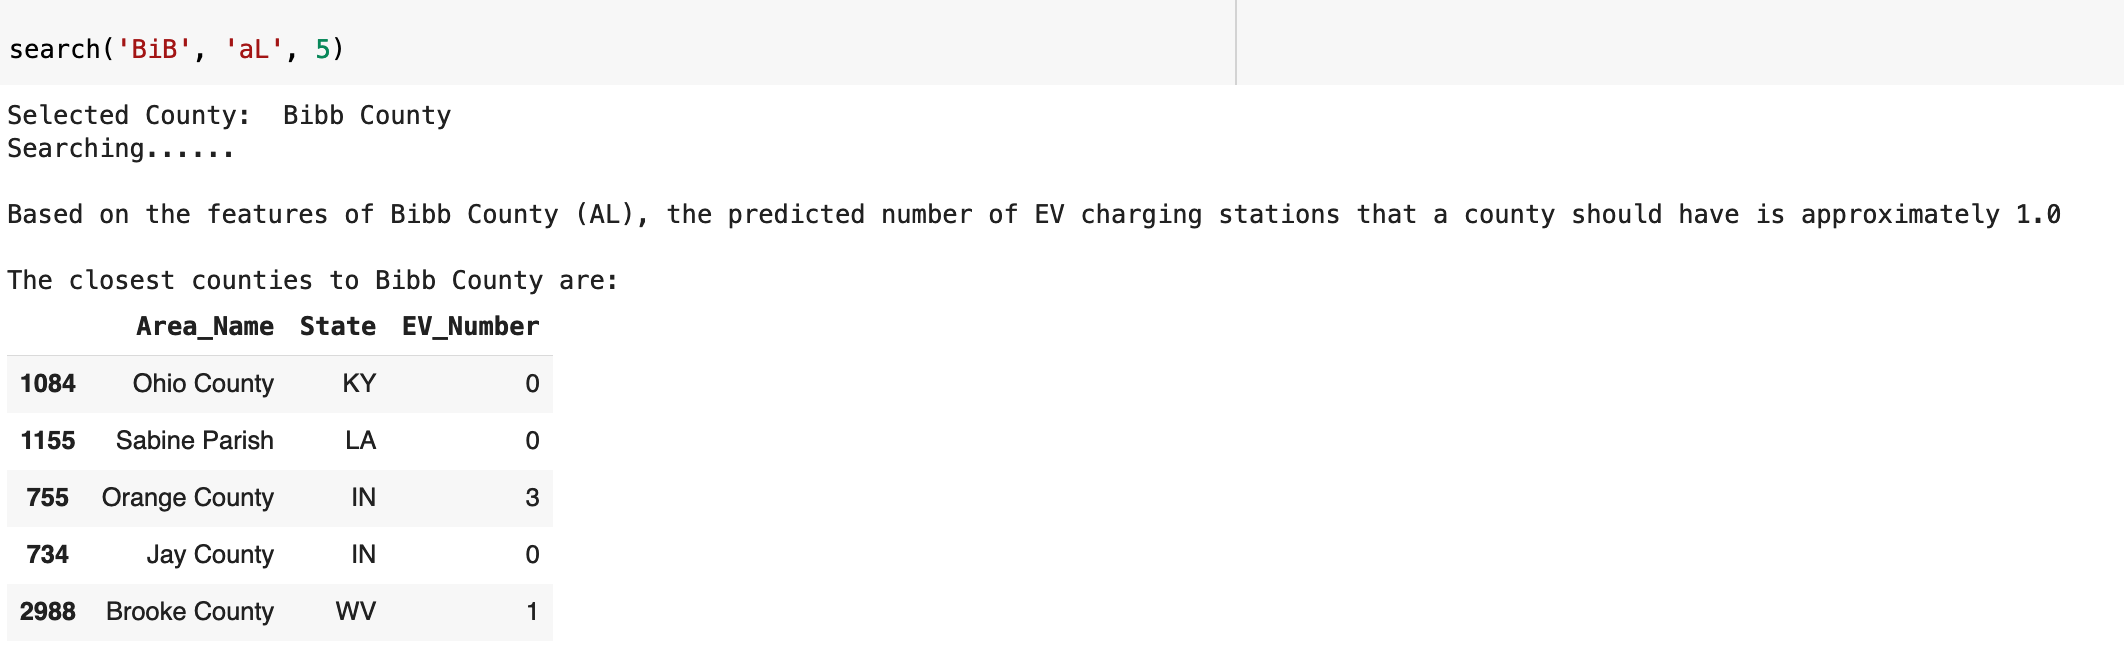 search('BiB', 'aL', 5)
Selected County:  Bibb County
Searching......
Based on the features of Bibb County (AL), the predicted number of EV charging stations that a county should have is approximately 1.0
The closest counties to Bibb County are:
Area_Name State EV_Number
1084 Ohio County KY 0
1155 Sabine Parish LA 0
755 Orange County IN 3
734 Jay County IN 0
2988 Brooke County WV 1